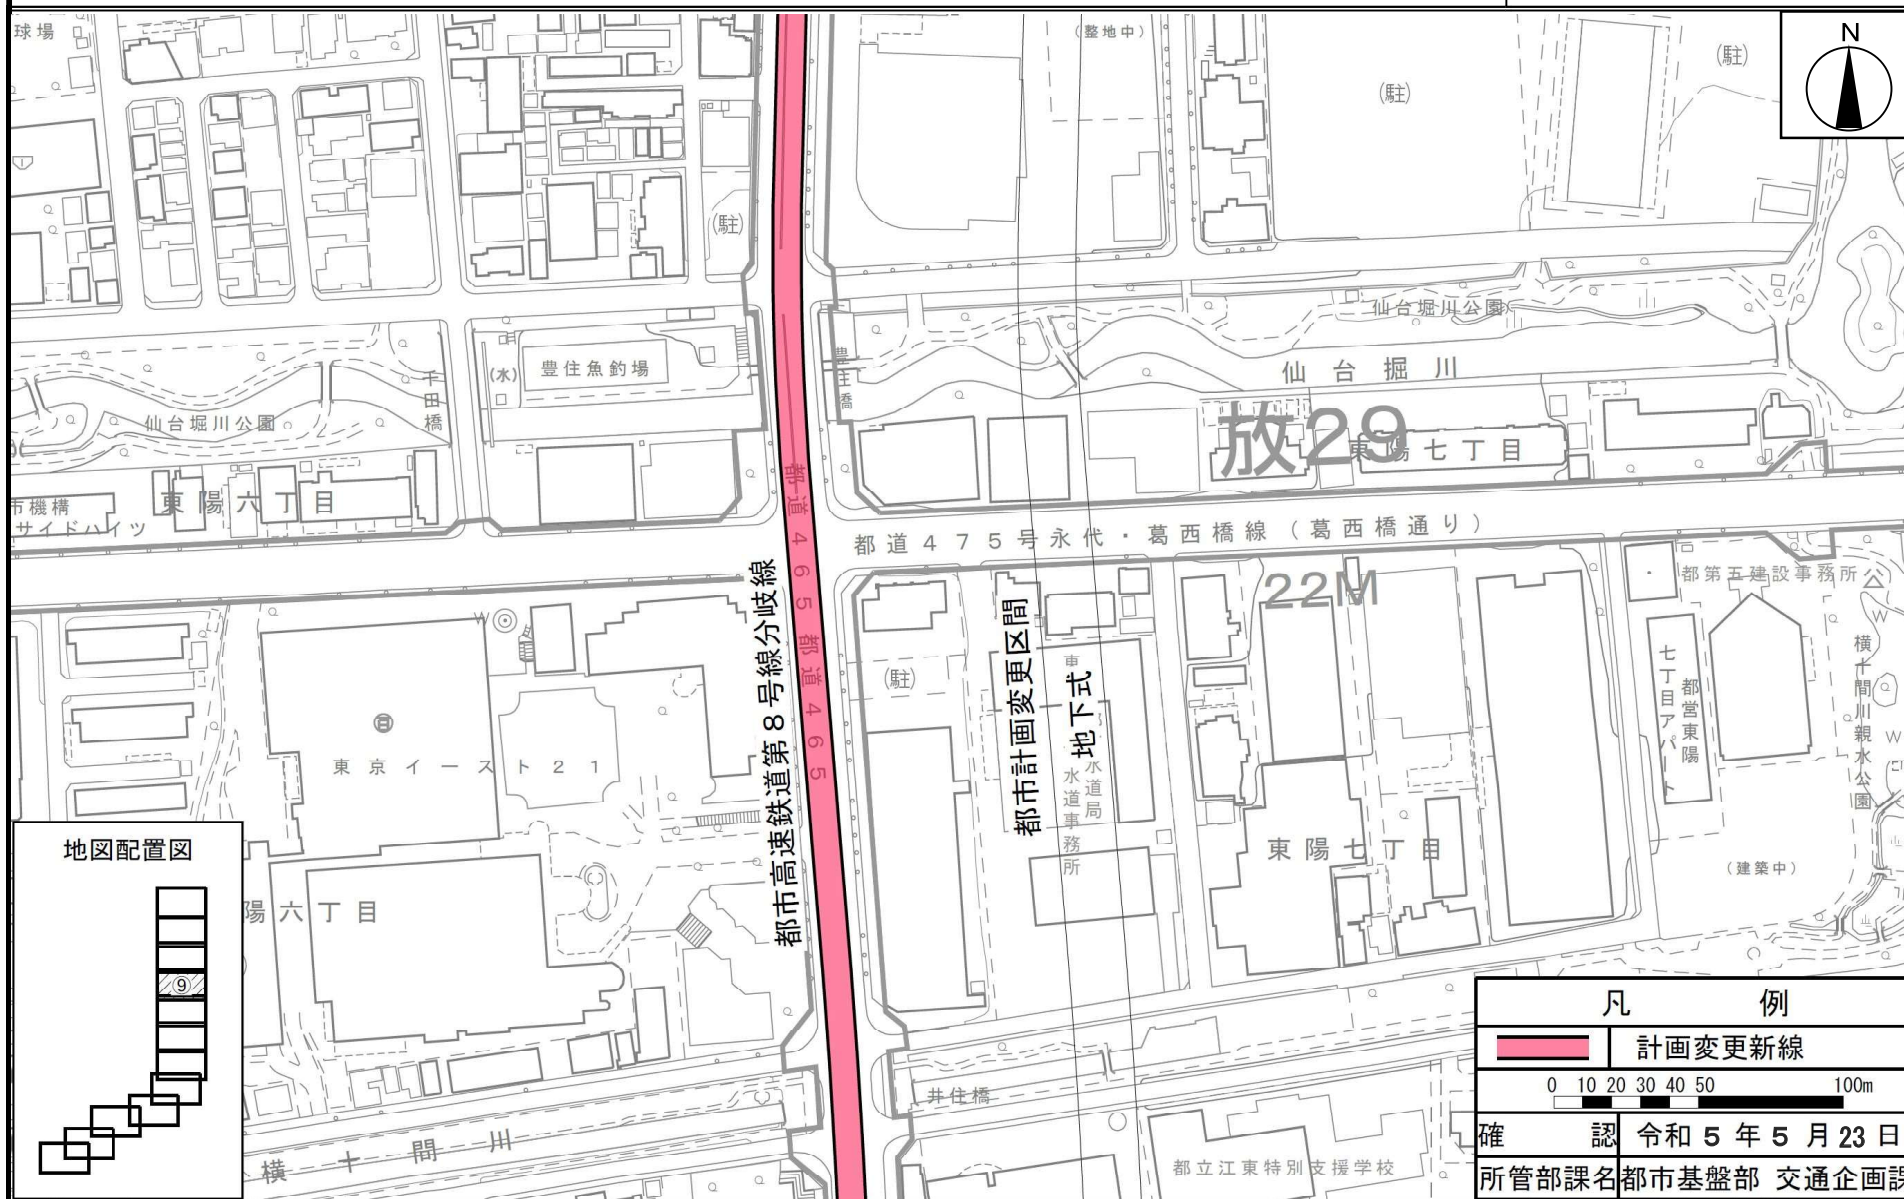 球場
(整地中)
(駐)
(駐)
N
(駐)
仙台堀川公園
豊住魚釣場
(水)
千田橋
豊住橋
仙台堀川公園
仙台掘川
放29
東陽七丁目
市機構
サイドハイツ
東陽六丁目
都道465
都道465
都道475号永代・葛西橋線(葛西橋通り)
22M
都第五建設事務所
都市高速鉄道第8号線分岐線
都市計画変更区間
地下式
(駐)
水道局
水道事務所
東京イースト21
七丁目アパート
都営東陽
横十間川親水公園
W
W
W
東陽七丁目
(建築中)
陽六丁目
地図配置図
⑨
井住橋
横十間川
都立江東特別支援学校
凡例
計画変更新線
0 10 20 30 40 50 100m
確認 令和5年5月23日
所管部課名 都市基盤部 交通企画課